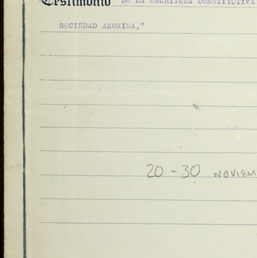 Testimonio DE LA ESCRITURA CONSTITUTIVA
SOCIEDAD ANONIMA,"
20-30 NOVIEM